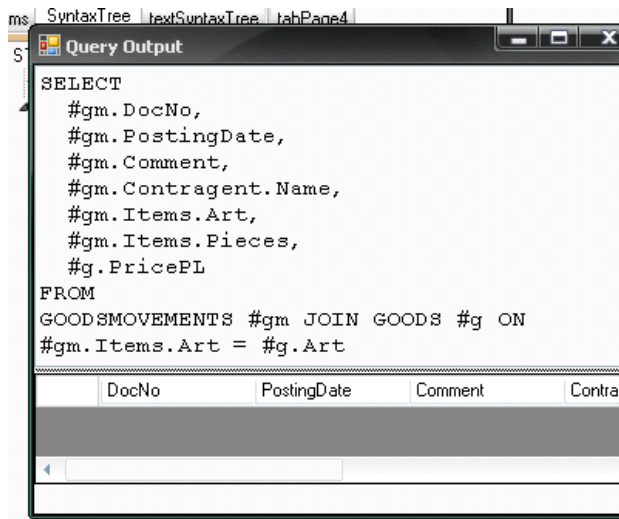 ms SyntaxTree textSyntaxTree tabPage4
Query Output
SELECT
#gm.DocNo,
#gm.PostingDate,
#gm.Comment,
#gm.Contragent.Name,
#gm.Items.Art,
#gm.Items.Pieces,
#g.PricePL
FROM
GOODSMOVEMENTS #gm JOIN GOODS #g ON
#gm.Items.Art = #g.Art
DocNo PostingDate Comment Contra